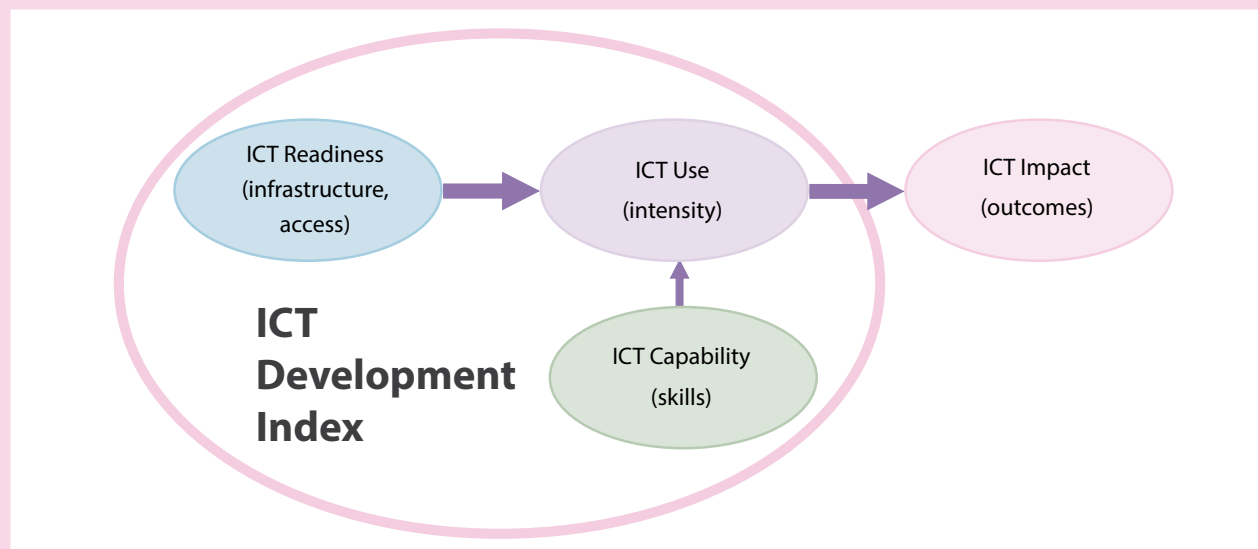 ICT Readiness
(infrastructure,
access)
ICT Use
(intensity)
ICT Impact
(outcomes)
ICT
Development
Index
ICT Capability
(skills)